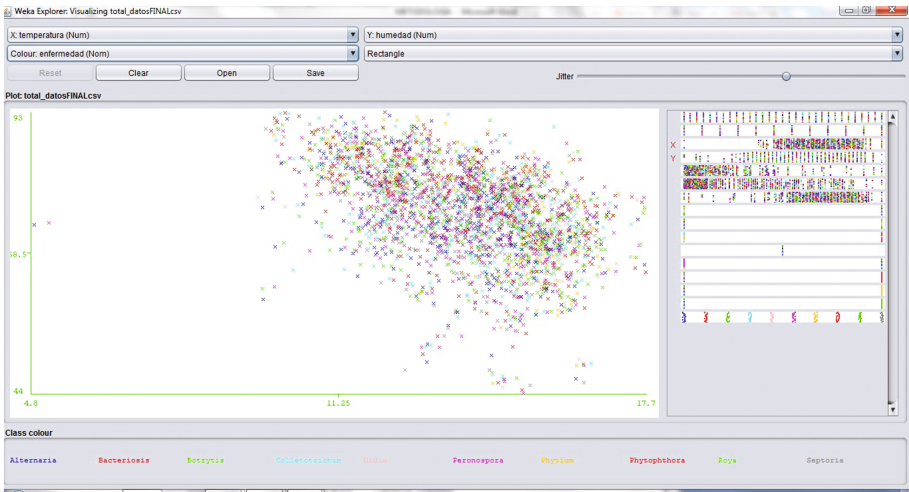 Weka Explorer: Visualizing total_datosFINALcsv
X: temperatura (Num) Y: humedad (Num)
Colour: enfermedad (Nom) Rectangle
Reset Clear Open Save Jitter
Plot: total_datosFINALcsv
93
X
Y
68.5
44
4.8 11.25 17.7
Class colour
Alternaria Bacteriosis Botrytis Peronospora Phytium Phytophthora Roya Septoria